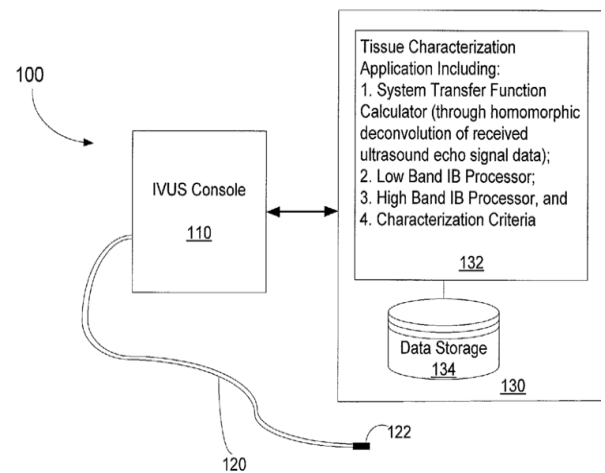 100
IVUS Console
110
Tissue Characterization
Application Including:
1. System Transfer Function
Calculator (through homomorphic
deconvolution of received
ultrasound echo signal data);
2. Low Band IB Processor;
3. High Band IB Processor, and
4. Characterization Criteria
132
Data Storage
134
130
120
122